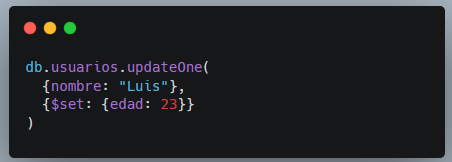 db.usuarios.updateOne(
  {nombre: "Luis"},
  {$set: {edad: 23}}
)